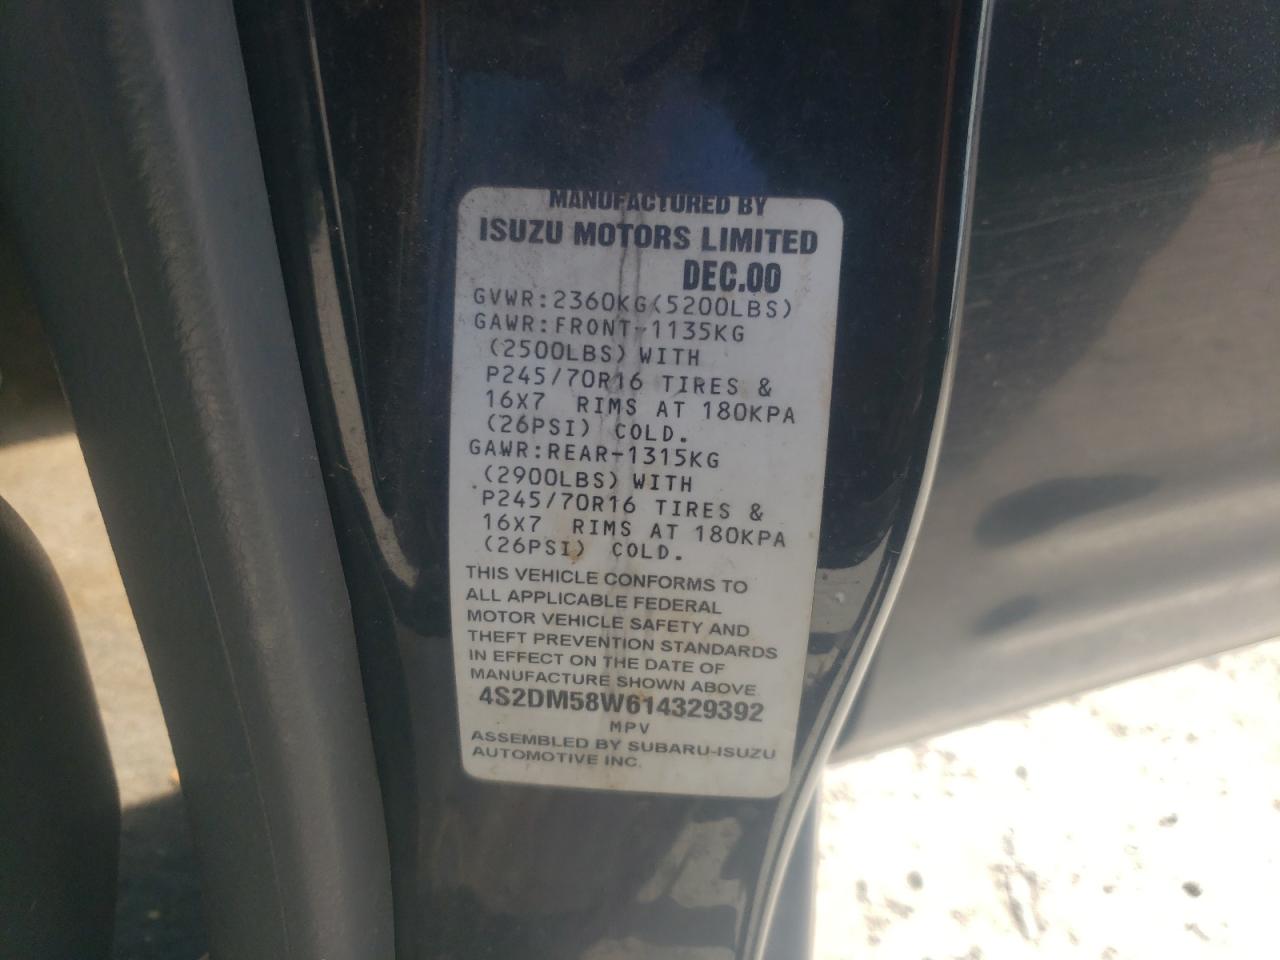 MANUFACTURED BY
ISUZU MOTORS LIMITED
DEC.00
GVWR:2360KG(5200LBS)
GAWR:FRONT-1135KG
(2500LBS) WITH
P245/70R16 TIRES &
16X7 RIMS AT 180KPA
(26PSI) COLD.
GAWR:REAR-1315KG
(2900LBS) WITH
P245/70R16 TIRES &
16X7 RIMS AT 180KPA
(26PSI) COLD.
THIS VEHICLE CONFORMS TO
ALL APPLICABLE FEDERAL
MOTOR VEHICLE SAFETY AND
THEFT PREVENTION STANDARDS
IN EFFECT ON THE DATE OF
MANUFACTURE SHOWN ABOVE.
4S2DM58W614329392
MPV
ASSEMBLED BY SUBARU-ISUZU
AUTOMOTIVE INC.